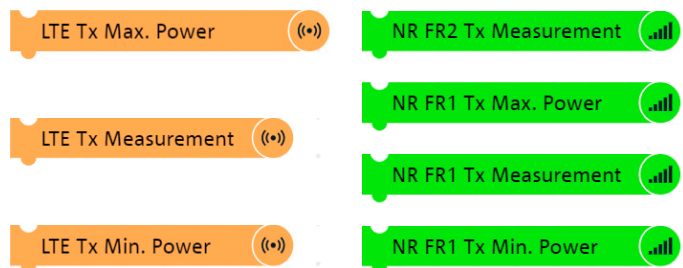 LTE Tx Max. Power
LTE Tx Measurement
LTE Tx Min. Power
NR FR2 Tx Measurement
NR FR1 Tx Max. Power
NR FR1 Tx Measurement
NR FR1 Tx Min. Power